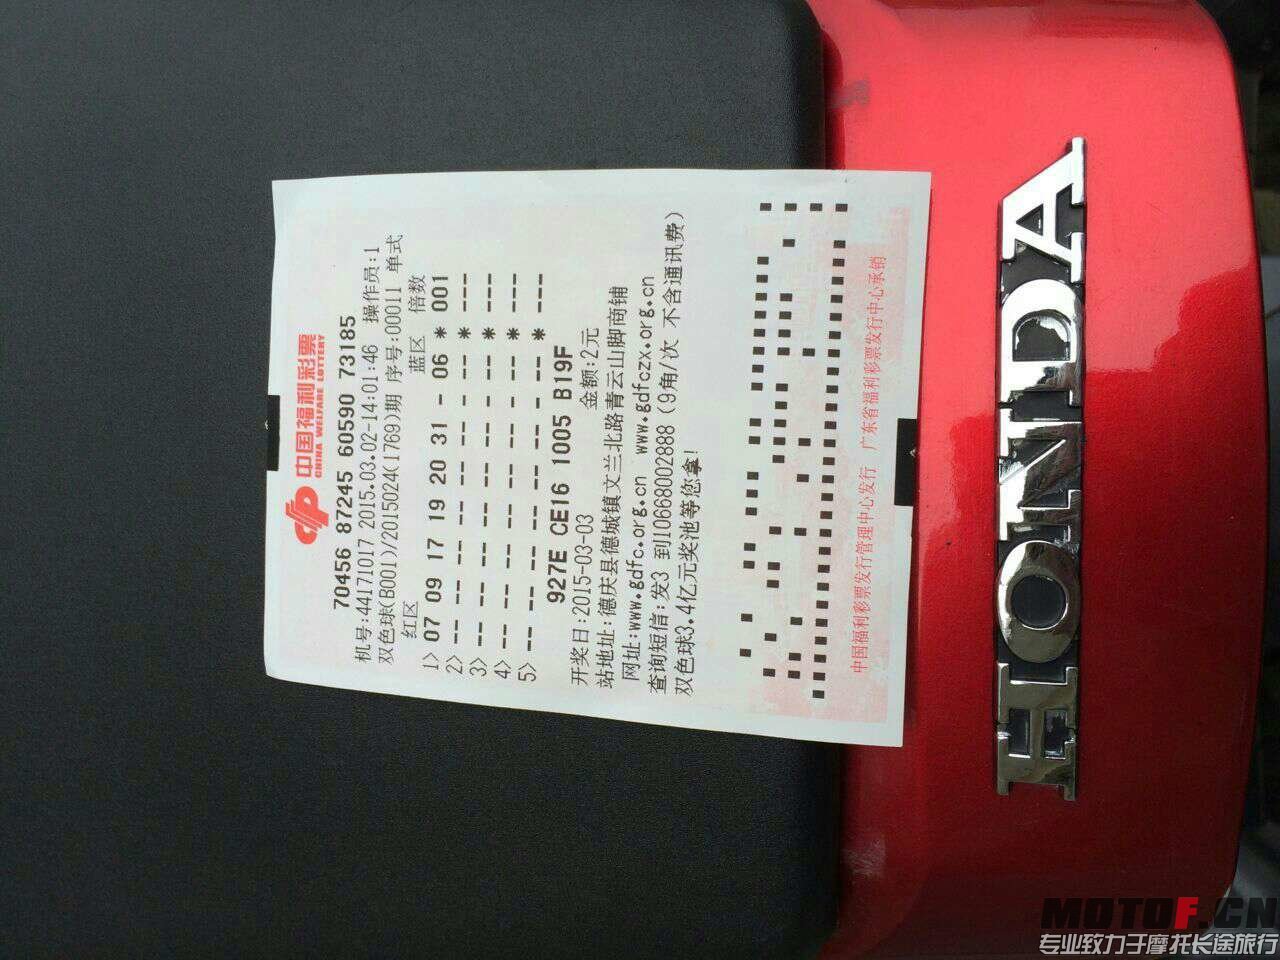 中国福利彩票
CHINA WELFARE LOTTERY
70456 87245 60590 73185
机号:44171017 2015.03.02-14:01:46 操作员:1
双色球(B001)/2015024(1769)期 序号:00011 单式
红区 蓝区 倍数
1> 07 09 17 19 20 31 - 06 * 001
2> -- -- -- -- -- -- -- * ---
3> -- -- -- -- -- -- -- * ---
4> -- -- -- -- -- -- -- * ---
5> -- -- -- -- -- -- -- * ---
927E CE16 1005 B19F
开奖日:2015-03-03 金额:2元
站地址:德庆县德城镇文兰北路青云山脚商铺
网址:www.gdfc.org.cn www.gdfczx.org.cn
查询短信:发3 到10668002888（9角/次 不含通讯费）
双色球3.4亿元奖池等您拿!
中国福利彩票发行管理中心发行 广东省福利彩票发行中心承销
HONDA
MOTOF.CN
专业致力于摩托长途旅行